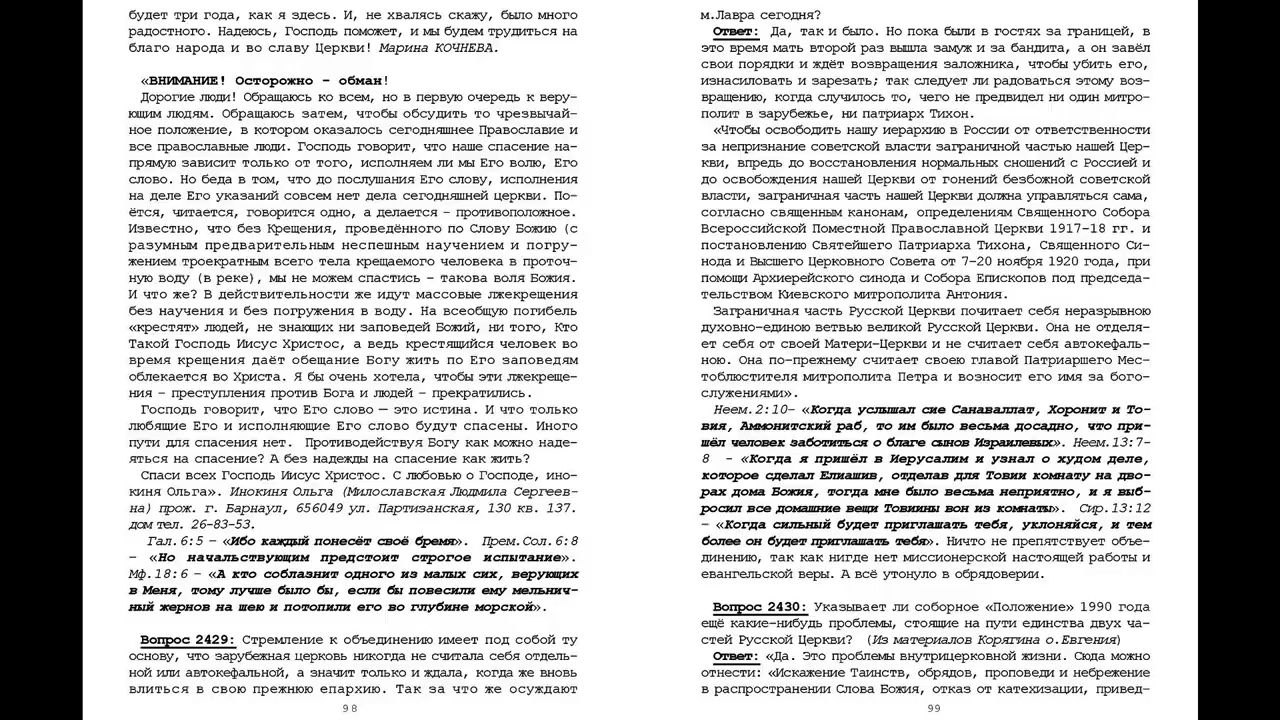 будет три года, как я здесь. И, не хвалясь скажу, было много
радостного. Надеюсь, Господь поможет, и мы будем трудиться на
благо народа и во славу Церкви! Марина КОЧНЕВА.
«ВНИМАНИЕ! Осторожно – обман!
Дорогие люди! Обращаюсь ко всем, но в первую очередь к веру-
ющим людям. Обращаюсь затем, чтобы обсудить то чрезвычай-
ное положение, в котором оказалось сегодняшнее Православие и
все православные люди. Господь говорит, что наше спасение на-
прямую зависит только от того, исполняем ли мы Его волю, Его
слово. Но беда в том, что до послушания Его слову, исполнения
на деле Его указаний совсем нет дела сегодняшней церкви. По-
ётся, читается, говорится одно, а делается – противоположное.
Известно, что без Крещения, проведённого по Слову Божию (с
разумным предварительным неспешным научением и погру-
жением троекратным всего тела крещаемого человека в проточ-
ную воду (в реке), мы не можем спастись – такова воля Божия.
И что же? В действительности же идут массовые лжекрещения
без научения и без погружения в воду. На всеобщую погибель
«крестят» людей, не знающих ни заповедей Божий, ни того, Кто
Такой Господь Иисус Христос, а ведь крестящийся человек во
время крещения даёт обещание Богу жить по Его заповедям
облекается во Христа. Я бы очень хотела, чтобы эти лжекреще-
ния – преступления против Бога и людей – прекратились.
Господь говорит, что Его слово — это истина. И что только
любящие Его и исполняющие Его слово будут спасены. Иного
пути для спасения нет. Противодействуя Богу как можно наде-
яться на спасение? А без надежды на спасение как жить?
Спаси всех Господь Иисус Христос. С любовью о Господе, ино-
киня Ольга». Инокиня Ольга (Милославская Людмила Сергеев-
на) прож. г. Барнаул, 656049 ул. Партизанская, 130 кв. 137.
дом тел. 26-83-53.
Гал.6:5 – «Ибо каждый понесёт своё бремя». Прем.Сол.6:8
– «Но начальствующим предстоит строгое испытание».
Мф.18:6 – «А кто соблазнит одного из малых сих, верующих
в Меня, тому лучше было бы, если бы повесили ему мельнич-
ный жернов на шею и потопили его во глубине морской».
Вопрос 2429: Стремление к объединению имеет под собой ту
основу, что зарубежная церковь никогда не считала себя отдель-
ной или автокефальной, а значит только и ждала, когда же вновь
влиться в свою прежнюю епархию. Так за что же осуждают
98
м.Лавра сегодня?
Ответ: Да, так и было. Но пока были в гостях за границей, в
это время мать второй раз вышла замуж и за бандита, а он завёл
свои порядки и ждёт возвращения заложника, чтобы убить его,
изнасиловать и зарезать; так следует ли радоваться этому воз-
вращению, когда случилось то, чего не предвидел ни один митро-
полит в зарубежье, ни патриарх Тихон.
«Чтобы освободить нашу иерархию в России от ответственности
за непризнание советской власти заграничной частью нашей Цер-
кви, впредь до восстановления нормальных сношений с Россией и
до освобождения нашей Церкви от гонений безбожной советской
власти, заграничная часть нашей Церкви должна управляться сама,
согласно священным канонам, определениям Священного Собора
Всероссийской Поместной Православной Церкви 1917-18 гг. и
постановлению Святейшего Патриарха Тихона, Священного Си-
нода и Высшего Церковного Совета от 7-20 ноября 1920 года, при
помощи Архиерейского синода и Собора Епископов под председа-
тельством Киевского митрополита Антония.
Заграничная часть Русской Церкви почитает себя неразрывною
духовно-единою ветвью великой Русской Церкви. Она не отделя-
ет себя от своей Матери-Церкви и не считает себя автокефаль-
ною. Она по-прежнему считает своею главой Патриаршего Мес-
тоблюстителя митрополита Петра и возносит его имя за бого-
служениями».
Неем.2:10– «Когда услышал сие Санаваллат, Хоронит и То-
вия, Аммонитский раб, то им было весьма досадно, что при-
шёл человек заботиться о благе сынов Израилевых». Неем.13:7-
8 – «Когда я пришёл в Иерусалим и узнал о худом деле,
которое сделал Елиашив, отделав для Товии комнату на дво-
рах дома Божия, тогда мне было весьма неприятно, и я выб-
росил все домашние вещи Товиины вон из комнаты». Сир.13:12
– «Когда сильный будет приглашать тебя, уклоняйся, и тем
более он будет приглашать тебя». Ничто не препятствует объе-
динению, так как нигде нет миссионерской настоящей работы и
евангельской веры. А всё утонуло в обрядоверии.
Вопрос 2430: Указывает ли соборное «Положение» 1990 года
ещё какие-нибудь проблемы, стоящие на пути единства двух ча-
стей Русской Церкви? (Из материалов Корягина о.Евгения)
Ответ: «Да. Это проблемы внутрицерковной жизни. Сюда можно
отнести: «Искажение Таинств, обрядов, проповеди и небрежение
в распространении Слова Божия, отказ от катехизации, привед-
99